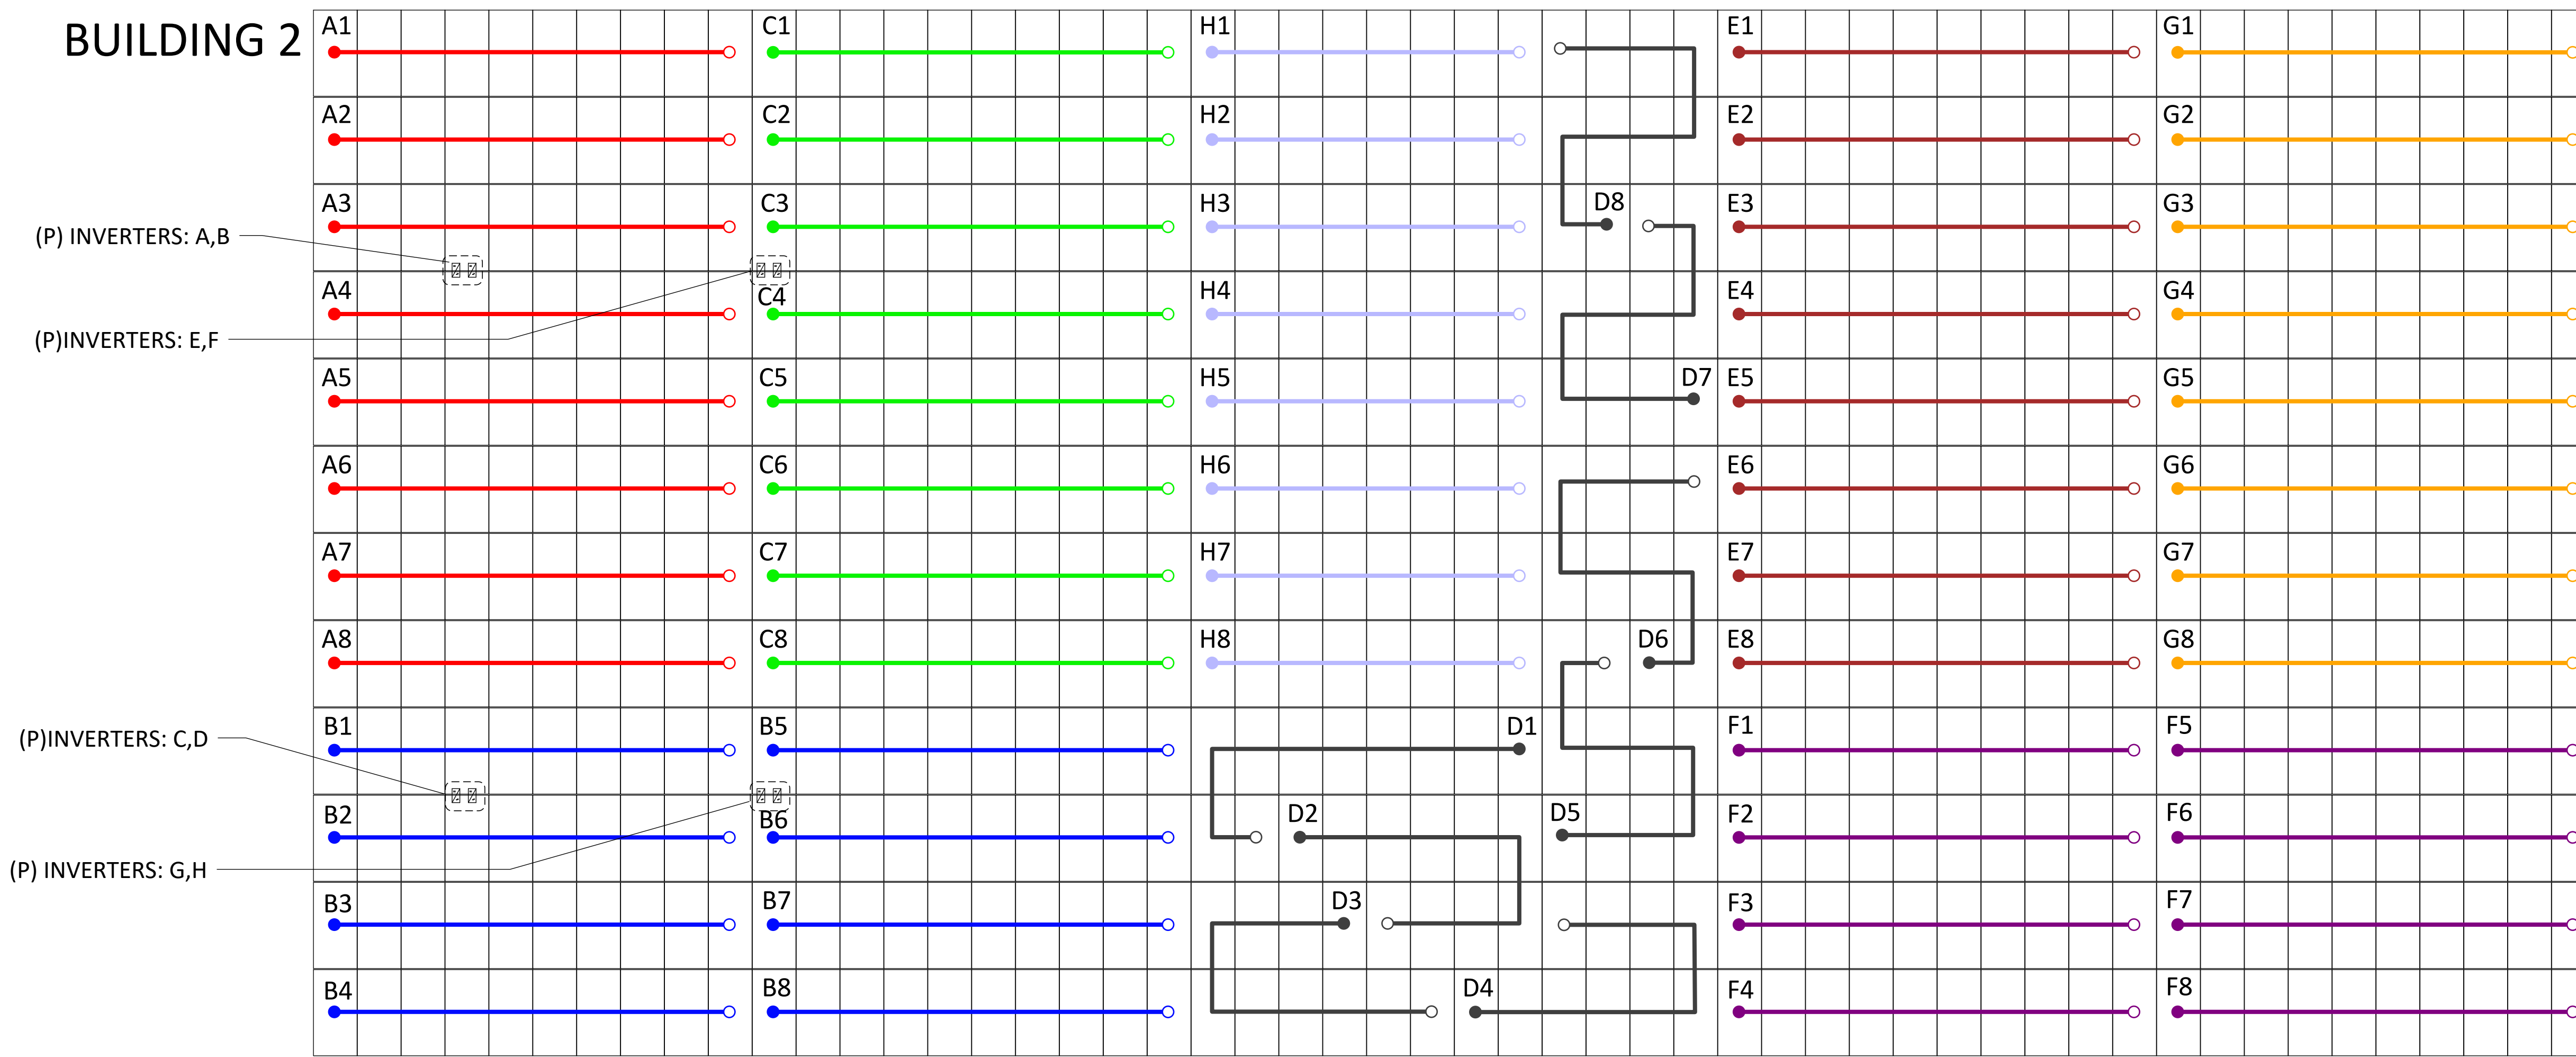 BUILDING 2
A1 C1 H1 E1 G1
A2 C2 H2 E2 G2
A3 C3 H3 D8 E3 G3
(P) INVERTERS: A,B
A4 C4 H4 E4 G4
(P)INVERTERS: E,F
A5 C5 H5 D7 E5 G5
A6 C6 H6 E6 G6
A7 C7 H7 E7 G7
A8 C8 H8 D6 E8 G8
B1 B5 D1 F1 F5
(P)INVERTERS: C,D
B2 B6 D2 D5 F2 F6
(P) INVERTERS: G,H
B3 B7 D3 F3 F7
B4 B8 D4 F4 F8